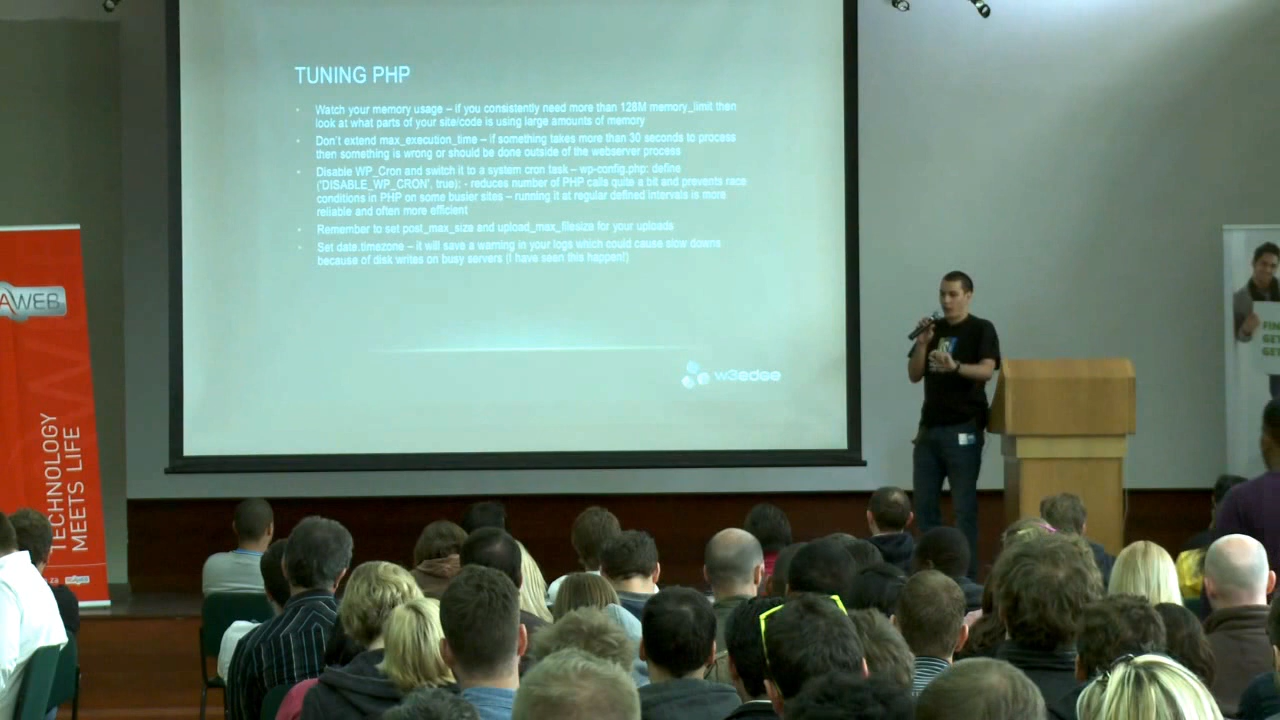 TUNING PHP
Watch your memory usage – if you consistently need more than 128M memory_limit then
look at what parts of your site/code is using large amounts of memory
Don't extend max_execution_time – if something takes more than 30 seconds to process
then something is wrong or should be done outside of the webserver process
Disable WP_Cron and switch it to a system cron task – wp-config.php: define
('DISABLE_WP_CRON', true); - reduces number of PHP calls quite a bit and prevents race
conditions in PHP on some busier sites – running it at regular defined intervals is more
reliable and often more efficient
Remember to set post_max_size and upload_max_filesize for your uploads
Set date.timezone – it will save a warning in your logs which could cause slow downs
because of disk writes on busy servers (I have seen this happen!)
w3edge
AWEB
TECHNOLOGY
MEETS LIFE